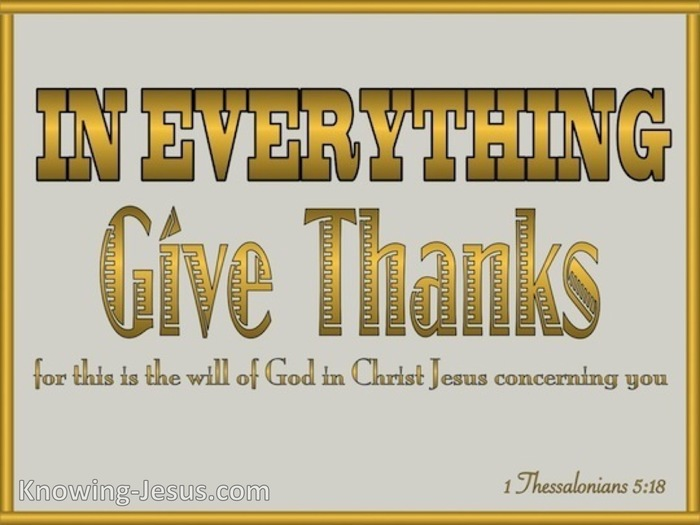 IN EVERYTHING
Give Thanks
for this is the will of God in Christ Jesus concerning you
1 Thessalonians 5:18
Knowing-Jesus.com